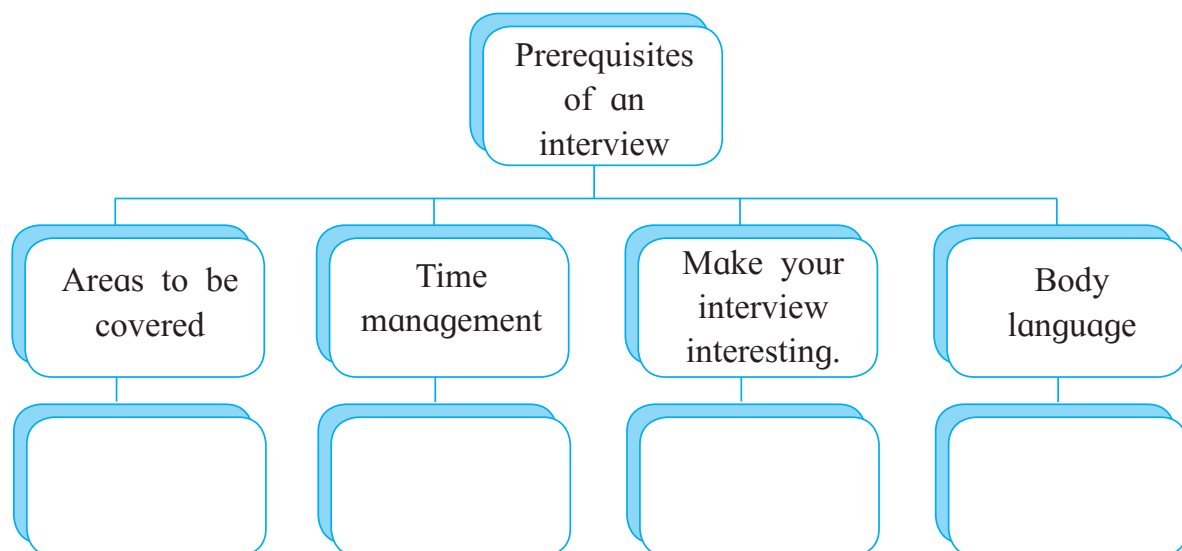 Prerequisites
of an
interview
Areas to be
covered
Time
management
Make your
interview
interesting.
Body
language